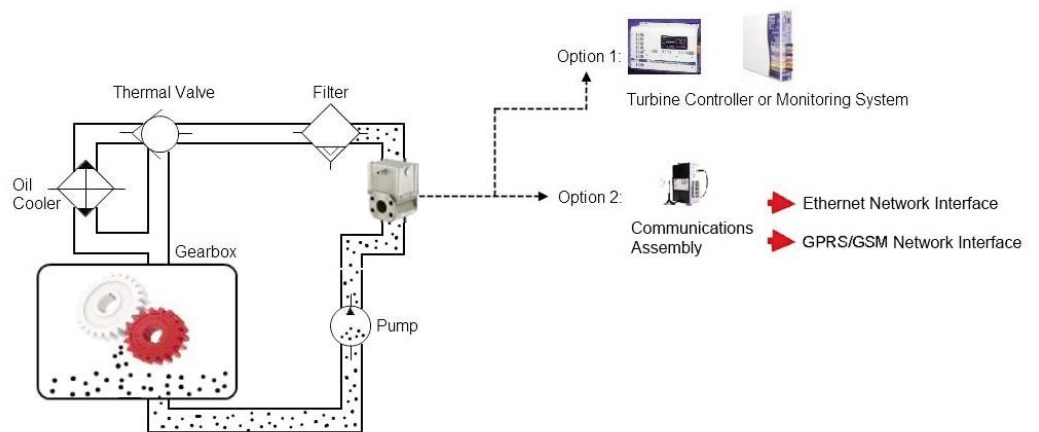 Option 1:
Turbine Controller or Monitoring System
Thermal Valve
Filter
Oil
Cooler
Option 2:
Communications
Assembly
Ethernet Network Interface
GPRS/GSM Network Interface
Gearbox
Pump